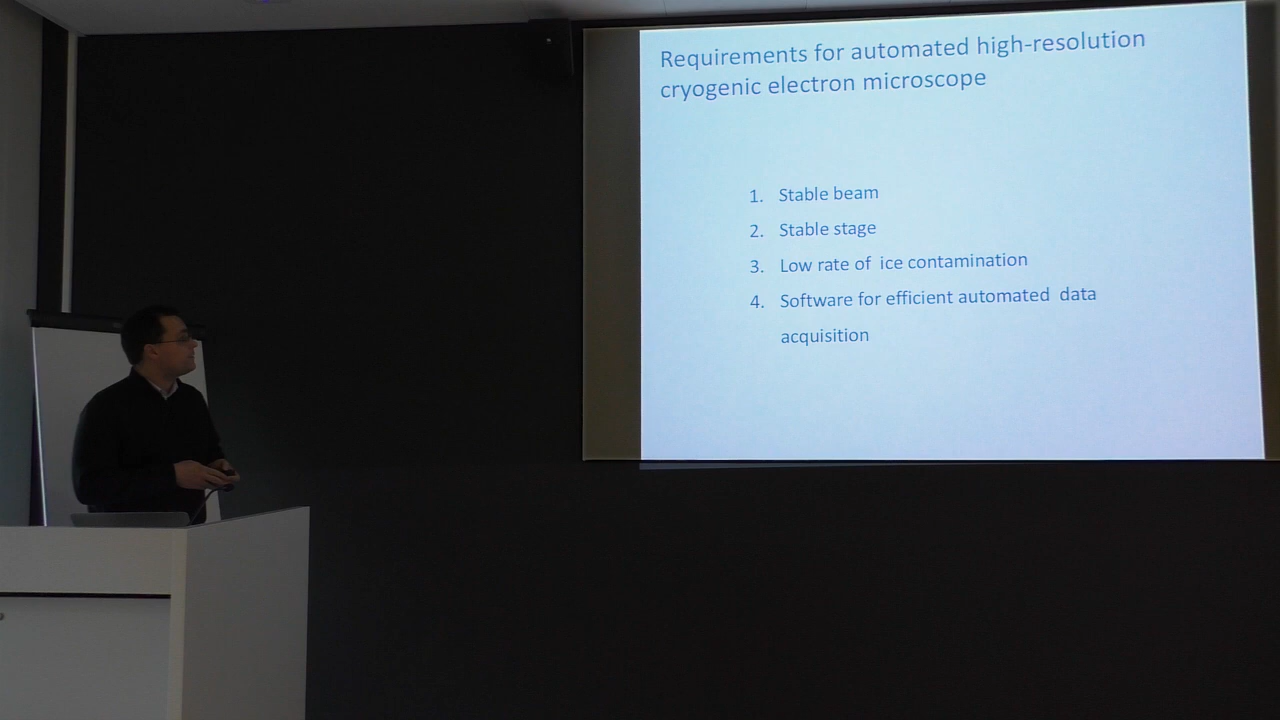 Requirements for automated high-resolution
cryogenic electron microscope
1. Stable beam
2. Stable stage
3. Low rate of  ice contamination
4. Software for efficient automated  data
acquisition